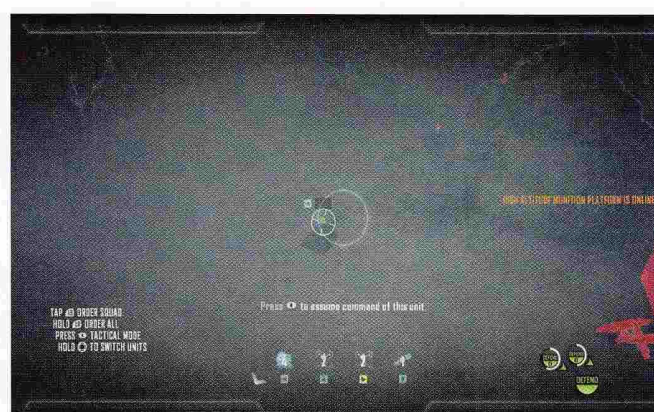 HIGH ALTITUDE MUNITION PLATFORM IS ONLINE
Press to assume command of this unit.
TAP ORDER SQUAD
HOLD ORDER ALL
PRESS TACTICAL MODE
HOLD TO SWITCH UNITS
DEFEND